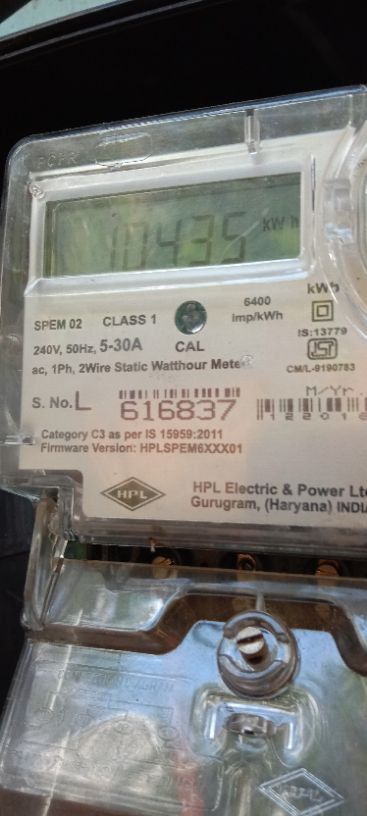 10435 kWh
kWh
SPEM 02 CLASS 1 6400 imp/kWh
IS:13779
240V, 50Hz, 5-30A CAL
CM/L-9190783
ac, 1Ph, 2Wire Static Watthour Meter
M/Yr.
S. No. L 616837
122016
Category C3 as per IS 15959:2011
Firmware Version: HPLSPEM6XXX01
HPL
HPL Electric & Power Ltd
Gurugram, (Haryana) INDIA